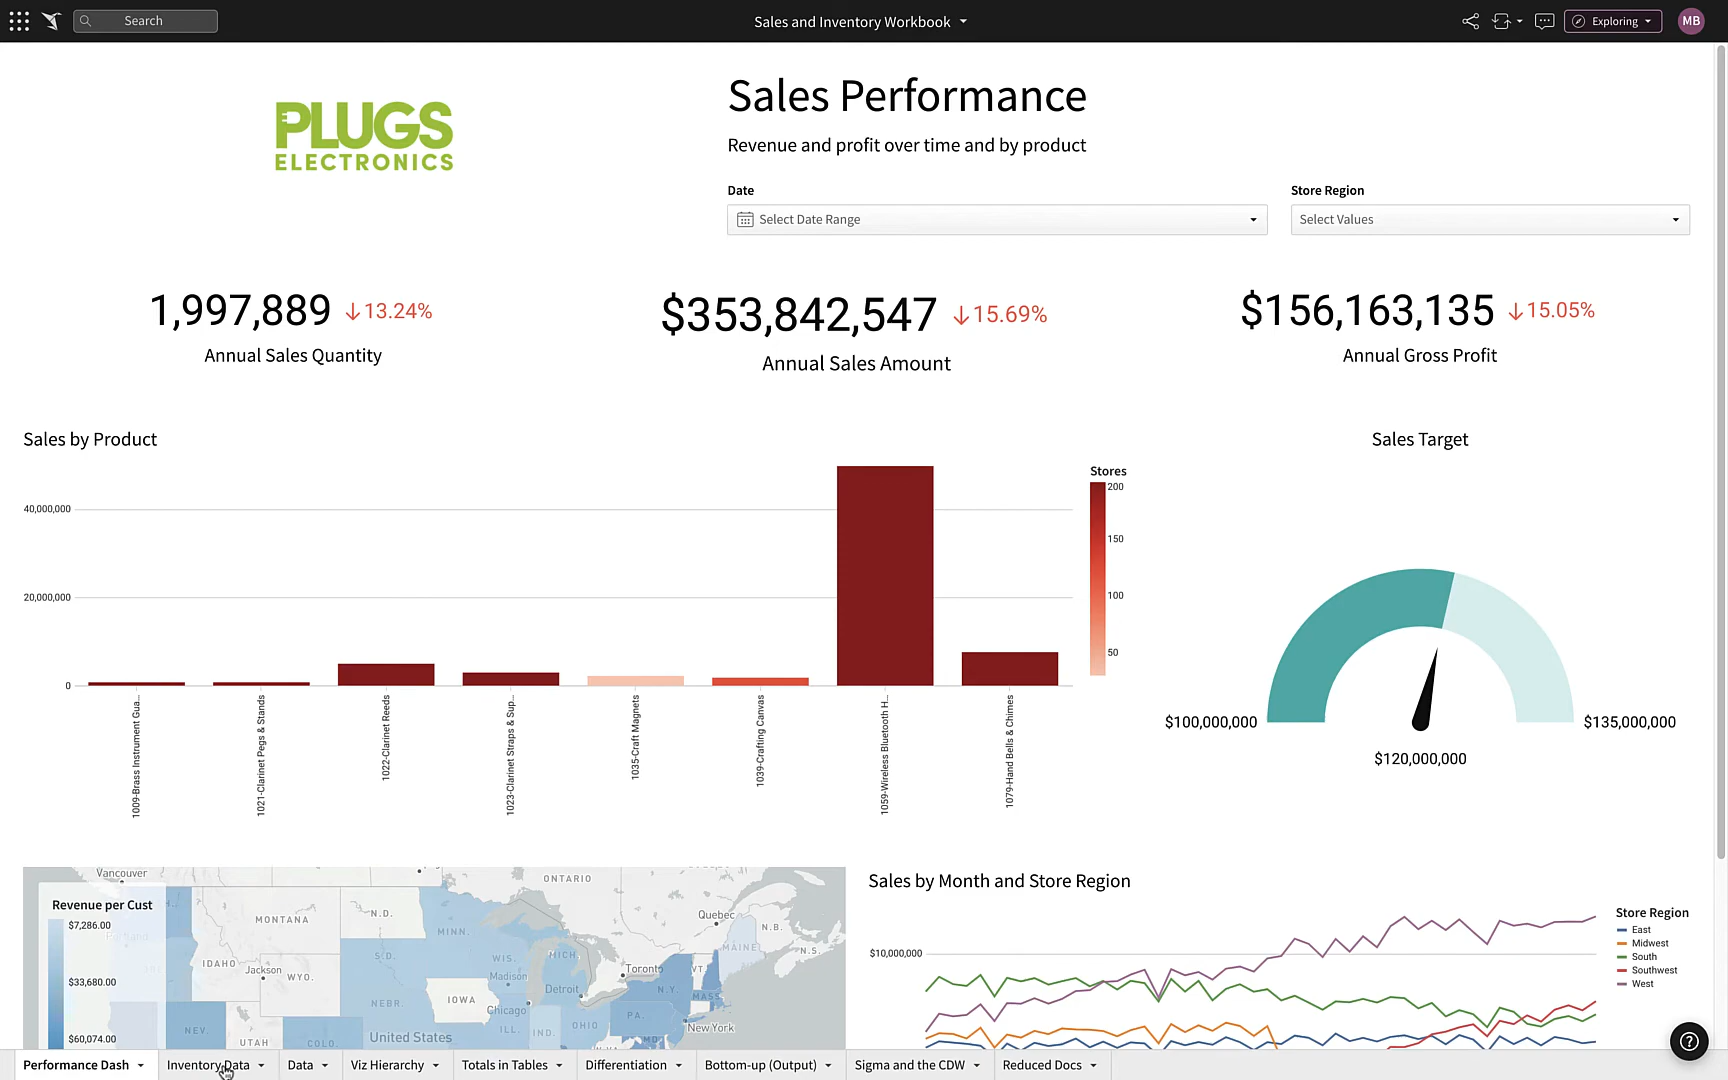 Search
Sales and Inventory Workbook
Exploring
MB
PLUGS
ELECTRONICS
Sales Performance
Revenue and profit over time and by product
Date
Select Date Range
Store Region
Select Values
1,997,889 ↓13.24%
Annual Sales Quantity
$353,842,547 ↓15.69%
Annual Sales Amount
$156,163,135 ↓15.05%
Annual Gross Profit
Sales by Product
40,000,000
20,000,000
0
1009-Brass Instrument Gua...
1021-Clarinet Pegs & Stands
1022-Clarinet Reeds
1023-Clarinet Straps & Sup...
1035-Craft Magnets
1039-Crafting Canvas
1059-Wireless Bluetooth H...
1079-Hand Bells & Chimes
Stores
200
150
100
50
Sales Target
$100,000,000
$135,000,000
$120,000,000
Revenue per Cust
$7,286.00
$33,680.00
$60,074.00
Vancouver
ONTARIO
MONTANA
N.D.
Quebec
N.B.
MINN.
MAINE
N.S.
IDAHO
Jackson
WYO.
S.D.
WIS.
MICH.
Toronto
VT.
Madison
N.Y.
MASS
Detroit
IOWA
NEBR.
Chicago
PA.
NEV.
UTAH
COLO.
United States
ILL.
IND.
OHIO
New York
Sales by Month and Store Region
$10,000,000
Store Region
East
Midwest
South
Southwest
West
Performance Dash
Inventory Data
Data
Viz Hierarchy
Totals in Tables
Differentiation
Bottom-up (Output)
Sigma and the CDW
Reduced Docs